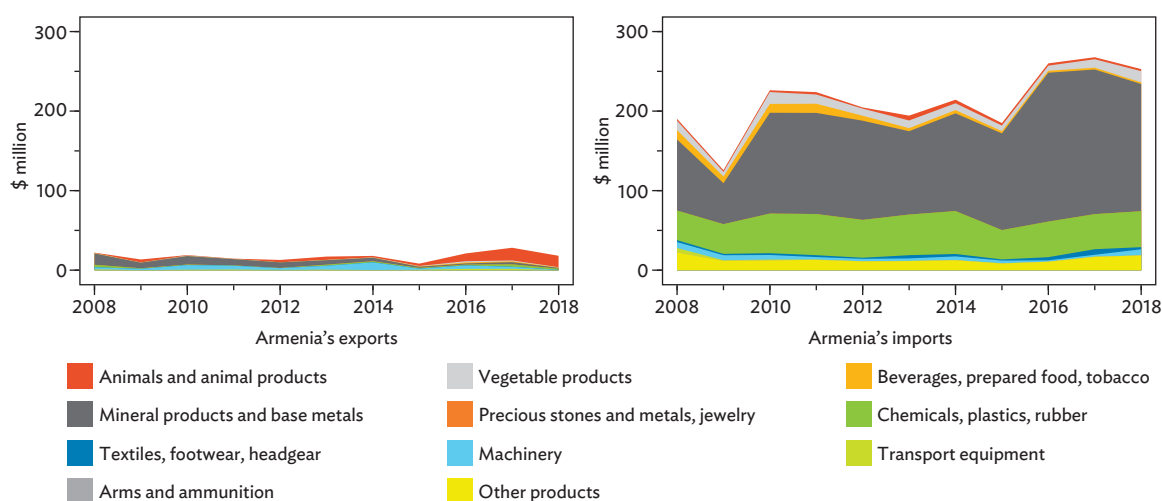 300
200
100
0
$ million
2008
2010
2012
2014
2016
2018
Armenia's exports
300
200
100
0
$ million
2008
2010
2012
2014
2016
2018
Armenia's imports
Animals and animal products
Vegetable products
Beverages, prepared food, tobacco
Mineral products and base metals
Precious stones and metals, jewelry
Chemicals, plastics, rubber
Textiles, footwear, headgear
Machinery
Transport equipment
Arms and ammunition
Other products